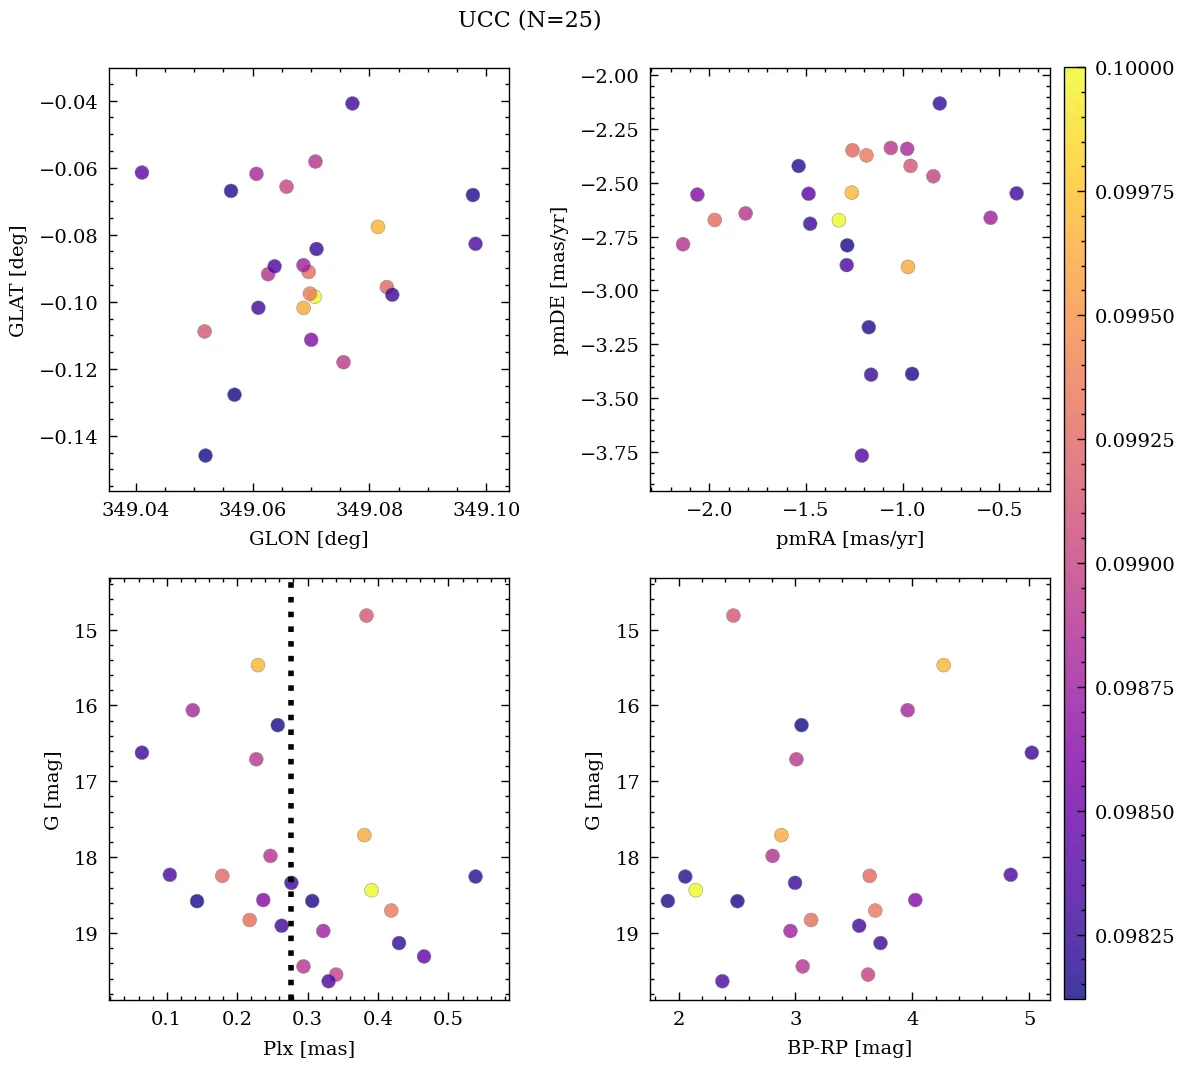 UCC (N=25)
−0.04
−0.06
−0.08
−0.10
−0.12
−0.14
GLAT [deg]
349.04 349.06 349.08 349.10
GLON [deg]
−2.00
−2.25
−2.50
−2.75
−3.00
−3.25
−3.50
−3.75
pmDE [mas/yr]
−2.0 −1.5 −1.0 −0.5
pmRA [mas/yr]
0.10000
0.09975
0.09950
0.09925
0.09900
0.09875
0.09850
0.09825
15
16
17
18
19
G [mag]
0.1 0.2 0.3 0.4 0.5
Plx [mas]
15
16
17
18
19
G [mag]
2 3 4 5
BP-RP [mag]